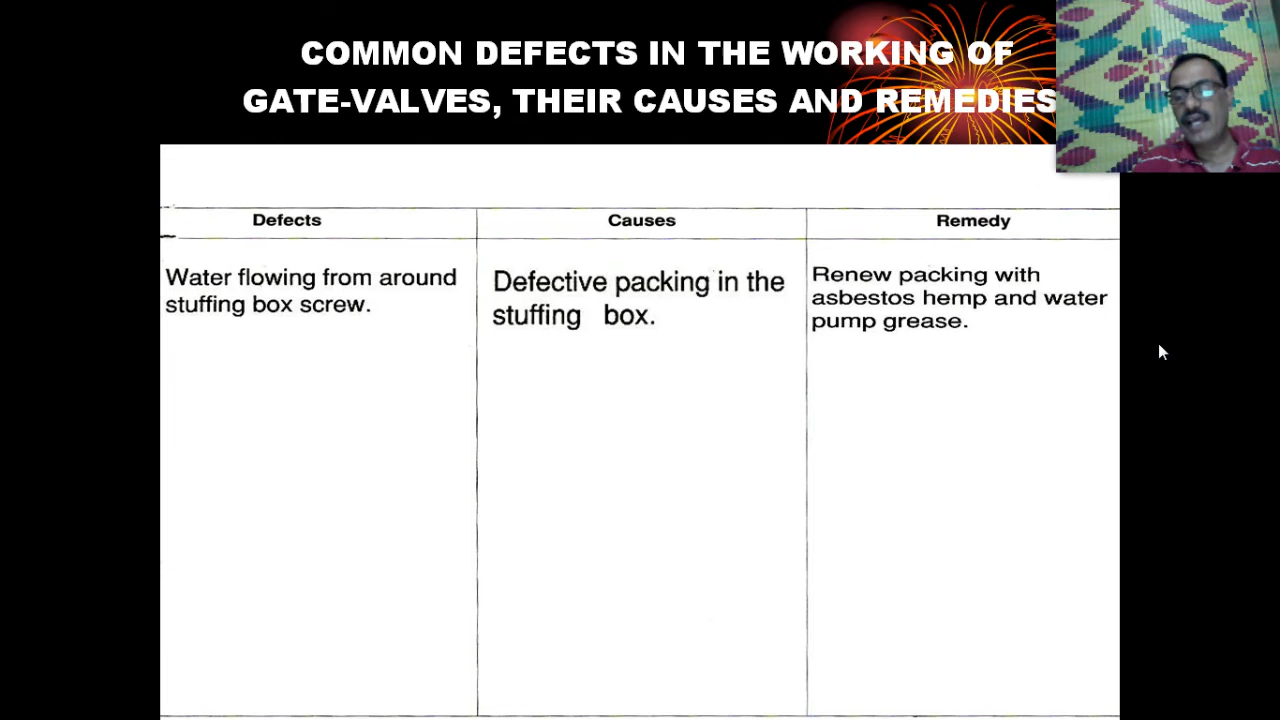 COMMON DEFECTS IN THE WORKING OF
GATE-VALVES, THEIR CAUSES AND REMEDIES
Defects
Causes
Remedy
Water flowing from around
stuffing box screw.
Defective packing in the
stuffing box.
Renew packing with
asbestos hemp and water
pump grease.